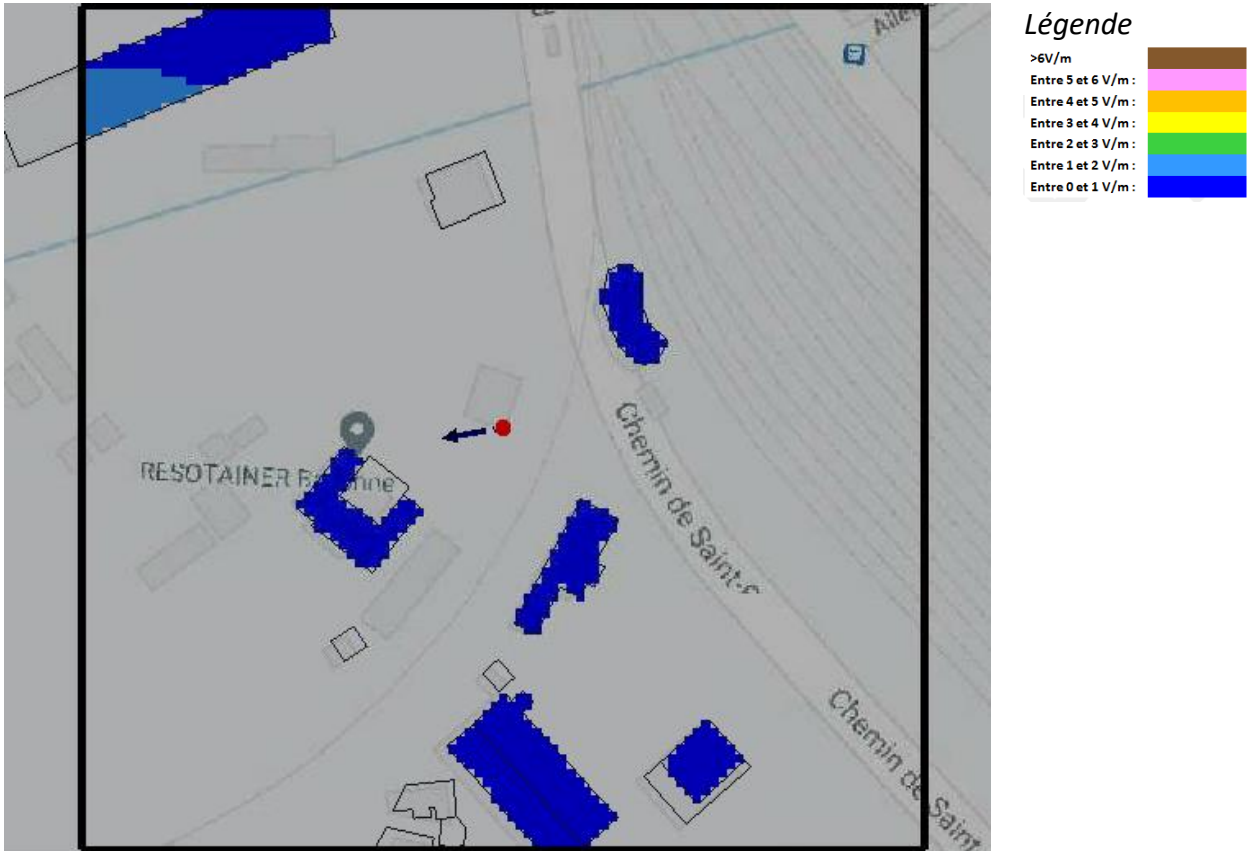 Légende
>6V/m
Entre 5 et 6 V/m :
Entre 4 et 5 V/m :
Entre 3 et 4 V/m :
Entre 2 et 3 V/m :
Entre 1 et 2 V/m :
Entre 0 et 1 V/m :
RESOTAINER
Chemin de Saint-
Chemin de Saint